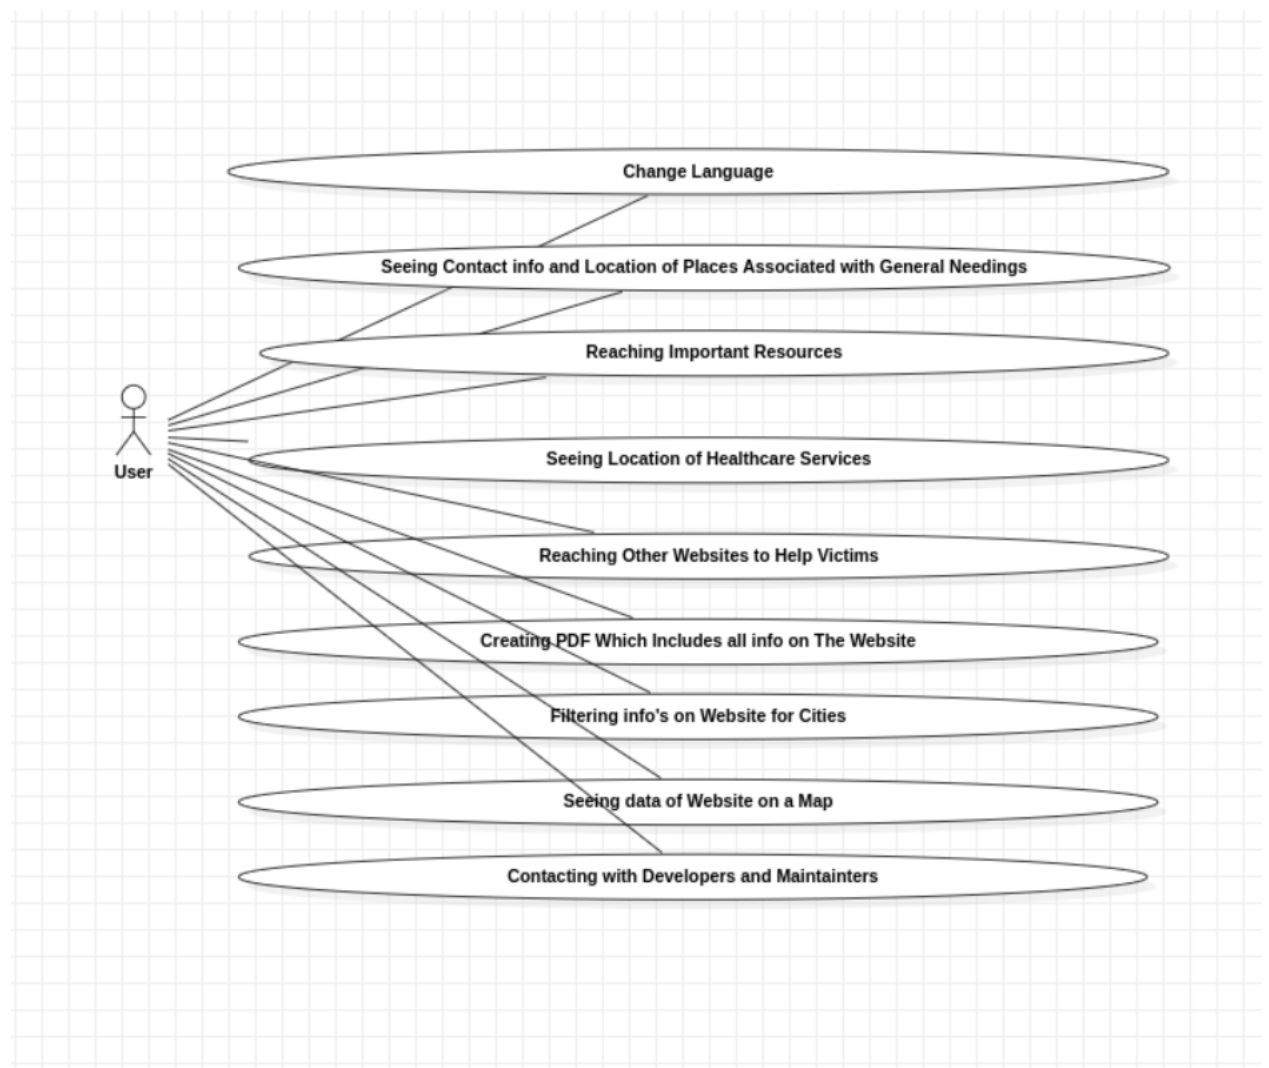 Change Language
Seeing Contact info and Location of Places Associated with General Needings
Reaching Important Resources
User
Seeing Location of Healthcare Services
Reaching Other Websites to Help Victims
Creating PDF Which Includes all info on The Website
Filtering info's on Website for Cities
Seeing data of Website on a Map
Contacting with Developers and Maintainters